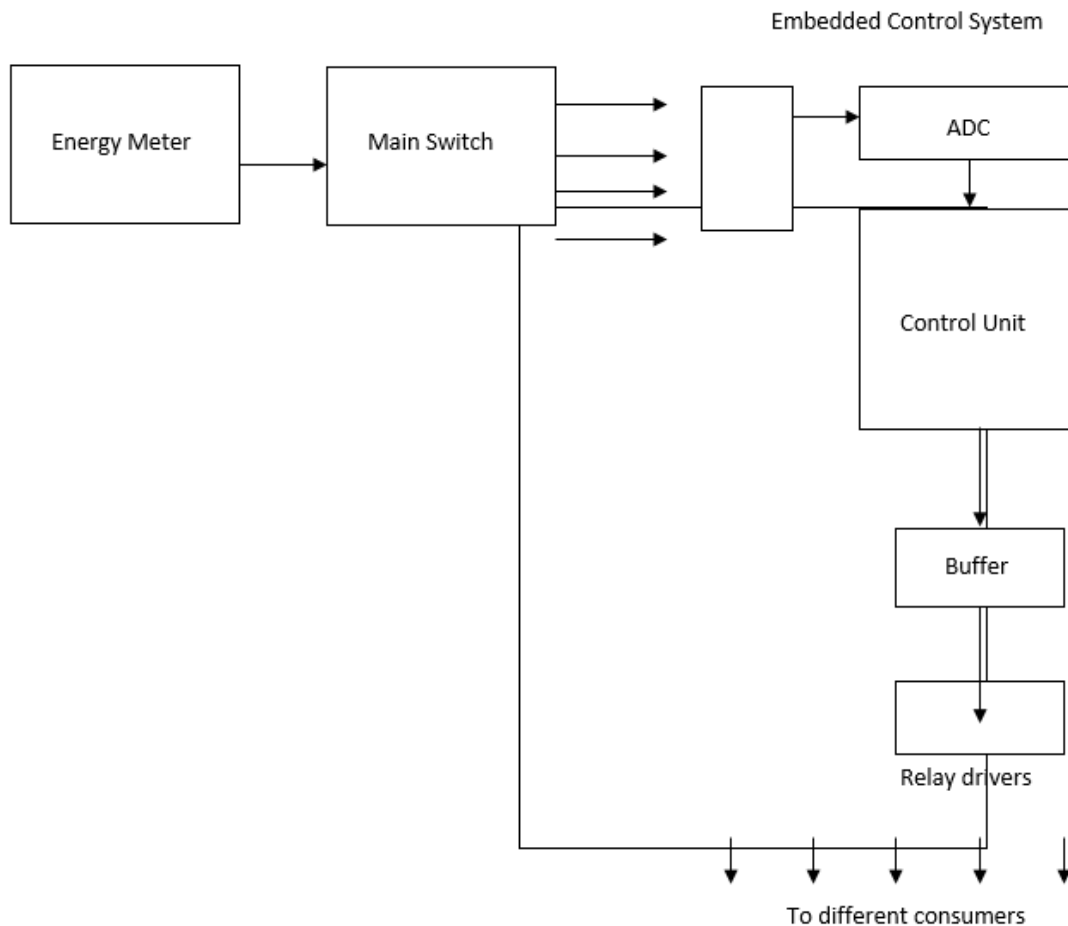 Embedded Control System
Energy Meter
Main Switch
ADC
Control Unit
Buffer
Relay drivers
To different consumers